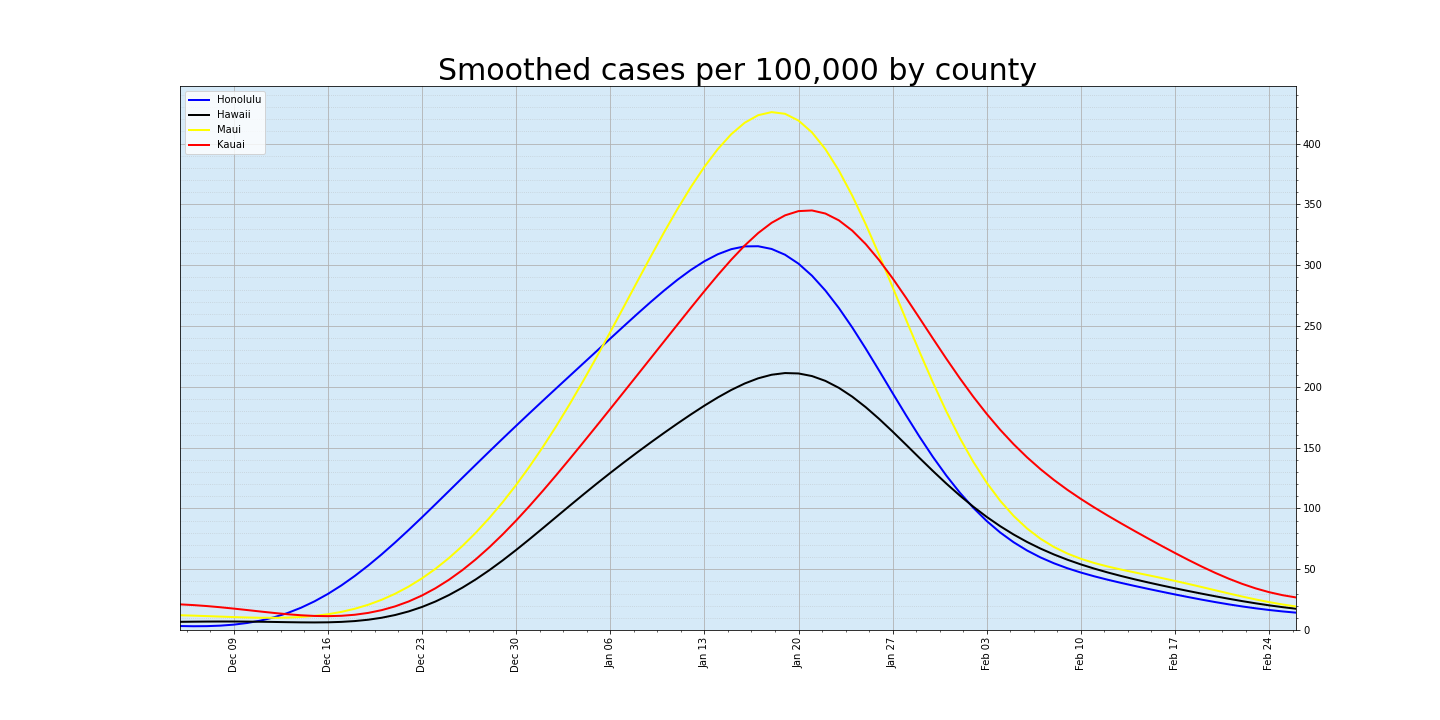 Smoothed cases per 100,000 by county
Honolulu
Hawaii
Maui
Kauai
400
350
300
250
200
150
100
50
0
Dec 09
Dec 16
Dec 23
Dec 30
Jan 06
Jan 13
Jan 20
Jan 27
Feb 03
Feb 10
Feb 17
Feb 24